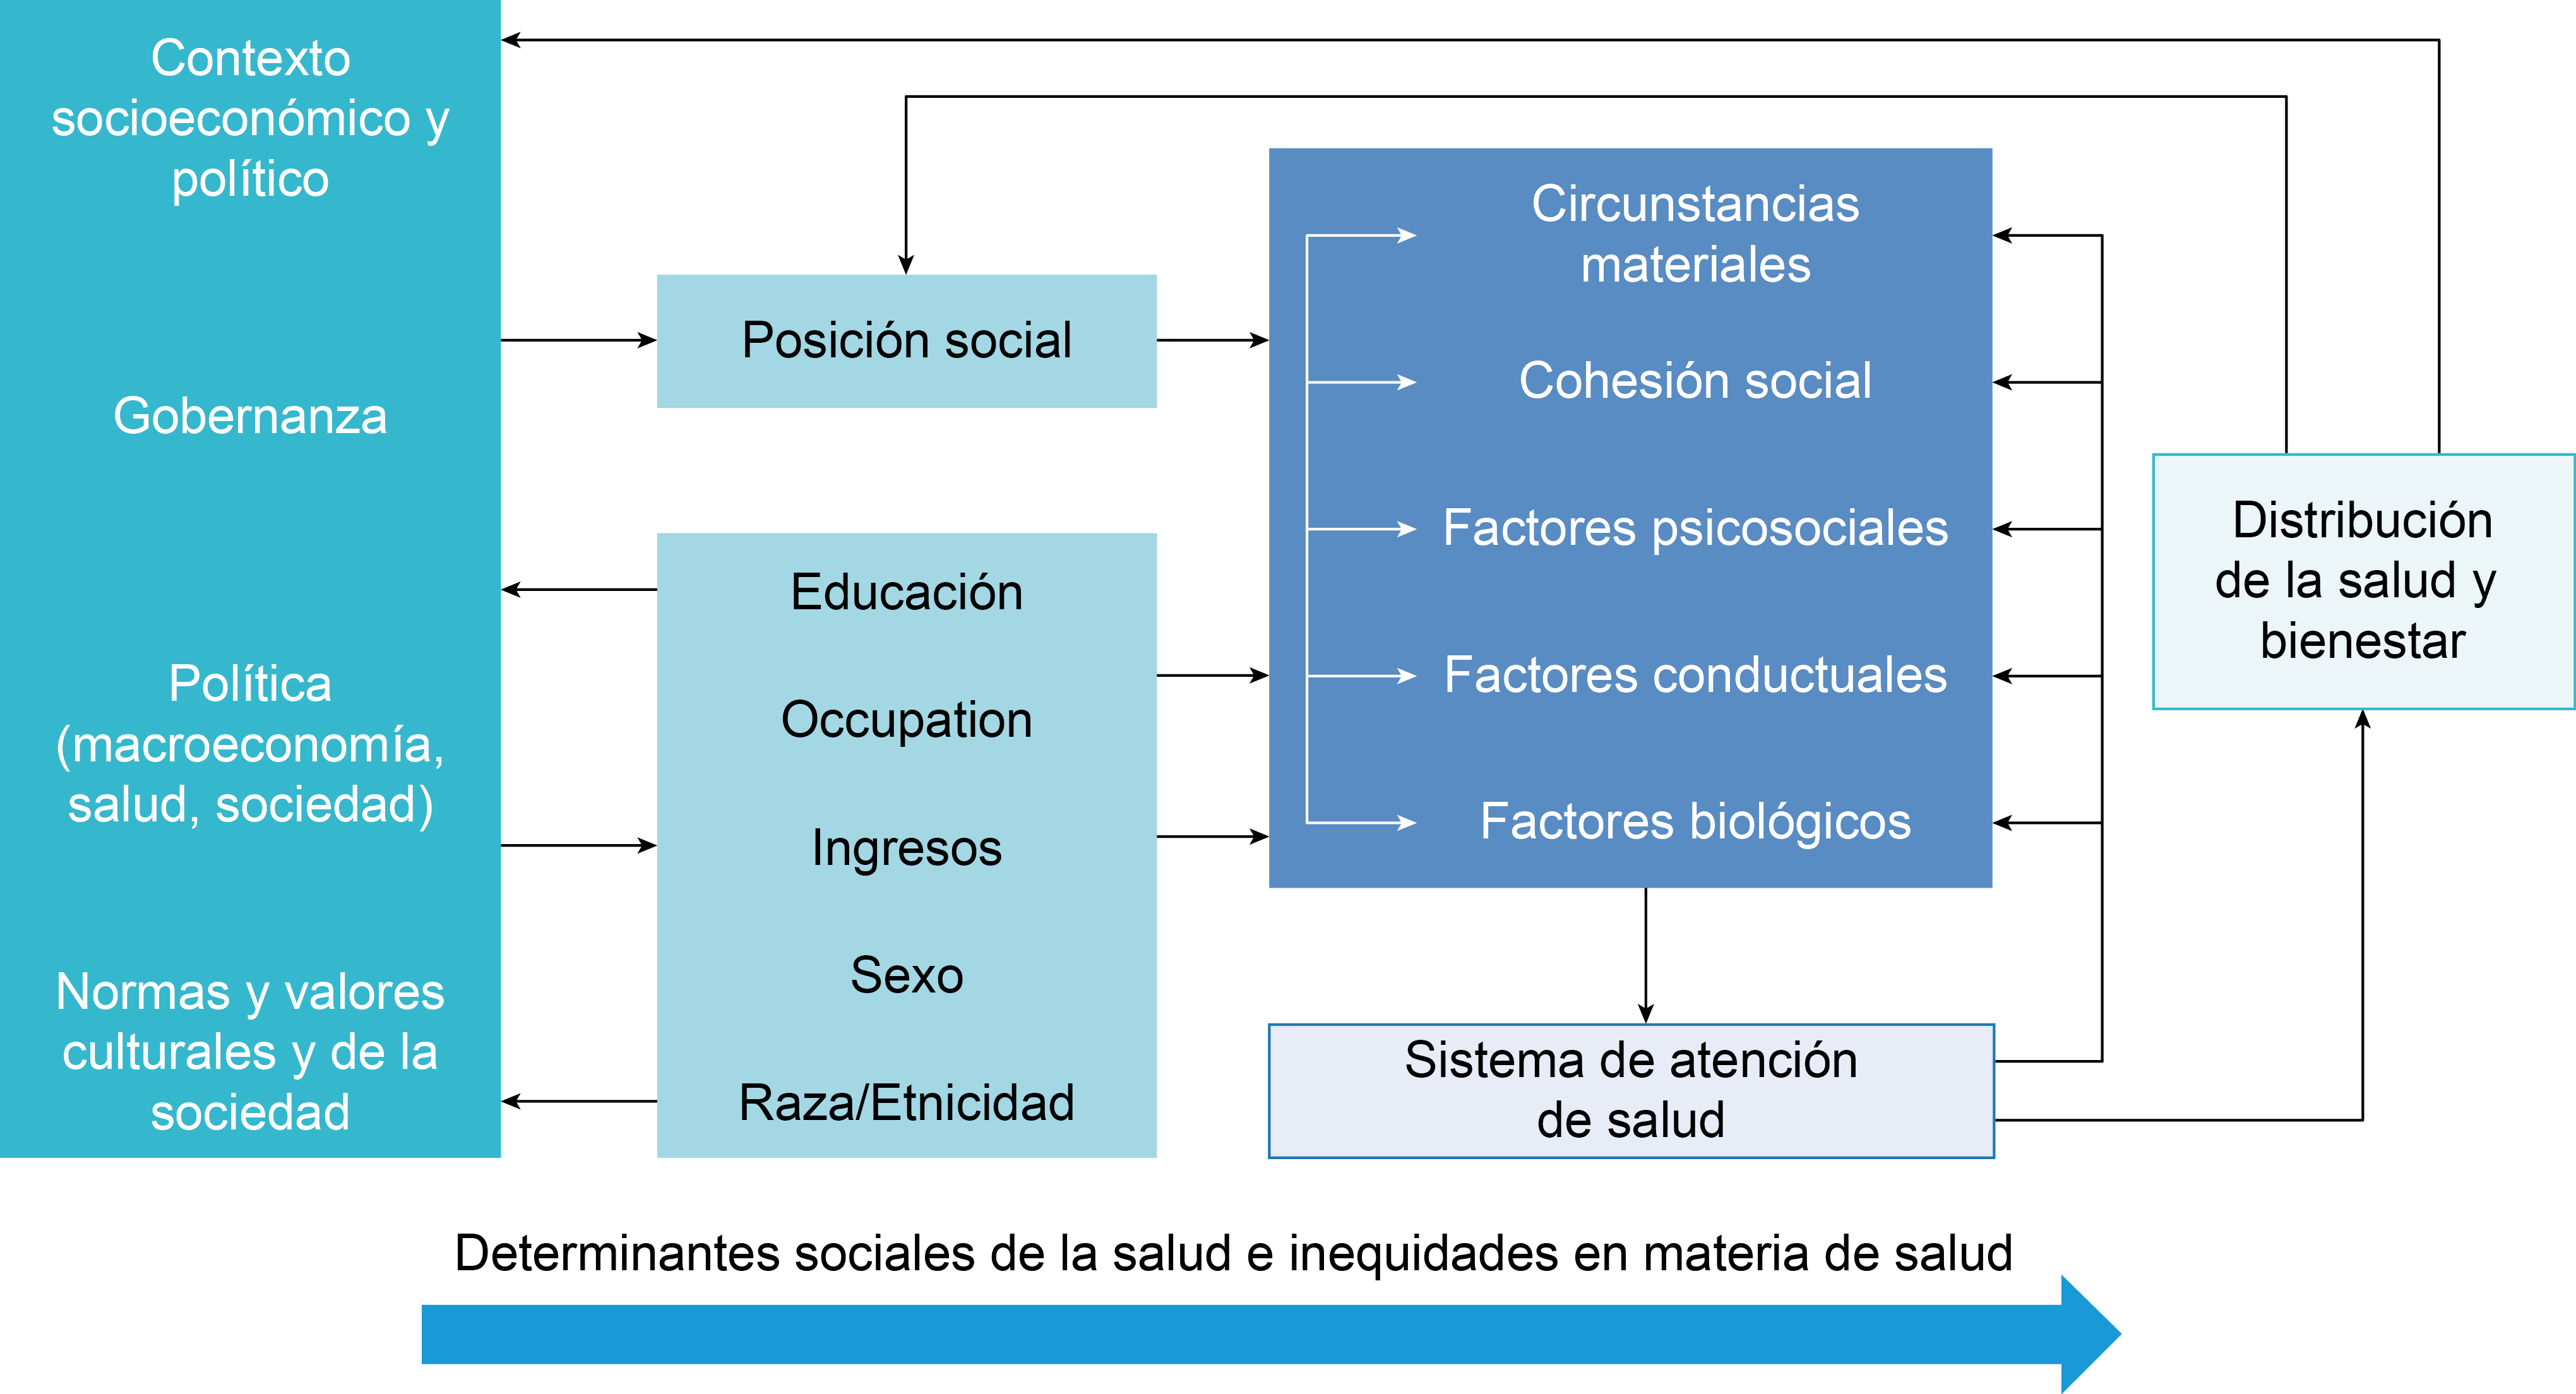 Contexto
socioeconómico y
político
Gobernanza
Política
(macroeconomía,
salud, sociedad)
Normas y valores
culturales y de la
sociedad
Posición social
Educación
Occupation
Ingresos
Sexo
Raza/Etnicidad
Circunstancias
materiales
Cohesión social
Factores psicosociales
Factores conductuales
Factores biológicos
Sistema de atención
de salud
Distribución
de la salud y
bienestar
Determinantes sociales de la salud e inequidades en materia de salud